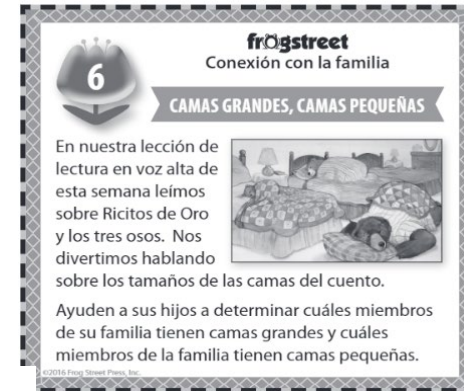 6
frogstreet
Conexión con la familia
CAMAS GRANDES, CAMAS PEQUEÑAS
En nuestra lección de
lectura en voz alta de
esta semana leímos
sobre Ricitos de Oro
y los tres osos. Nos
divertimos hablando
sobre los tamaños de las camas del cuento.
Ayuden a sus hijos a determinar cuáles miembros
de su familia tienen camas grandes y cuáles
miembros de la familia tienen camas pequeñas.
©2016 Frog Street Press, Inc.